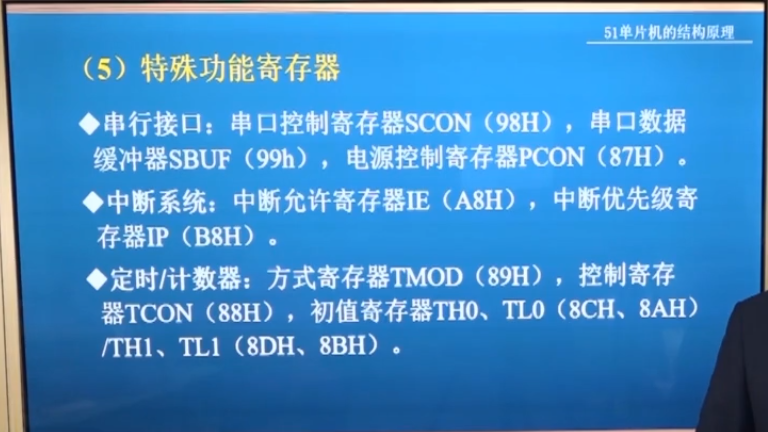 51单片机的结构原理
（5）特殊功能寄存器
◆串行接口：串口控制寄存器SCON（98H），串口数据
缓冲器SBUF（99h），电源控制寄存器PCON（87H）。
◆中断系统：中断允许寄存器IE（A8H），中断优先级寄
存器IP（B8H）。
◆定时/计数器：方式寄存器TMOD（89H），控制寄存
器TCON（88H），初值寄存器TH0、TL0（8CH、8AH）
/TH1、TL1（8DH、8BH）。